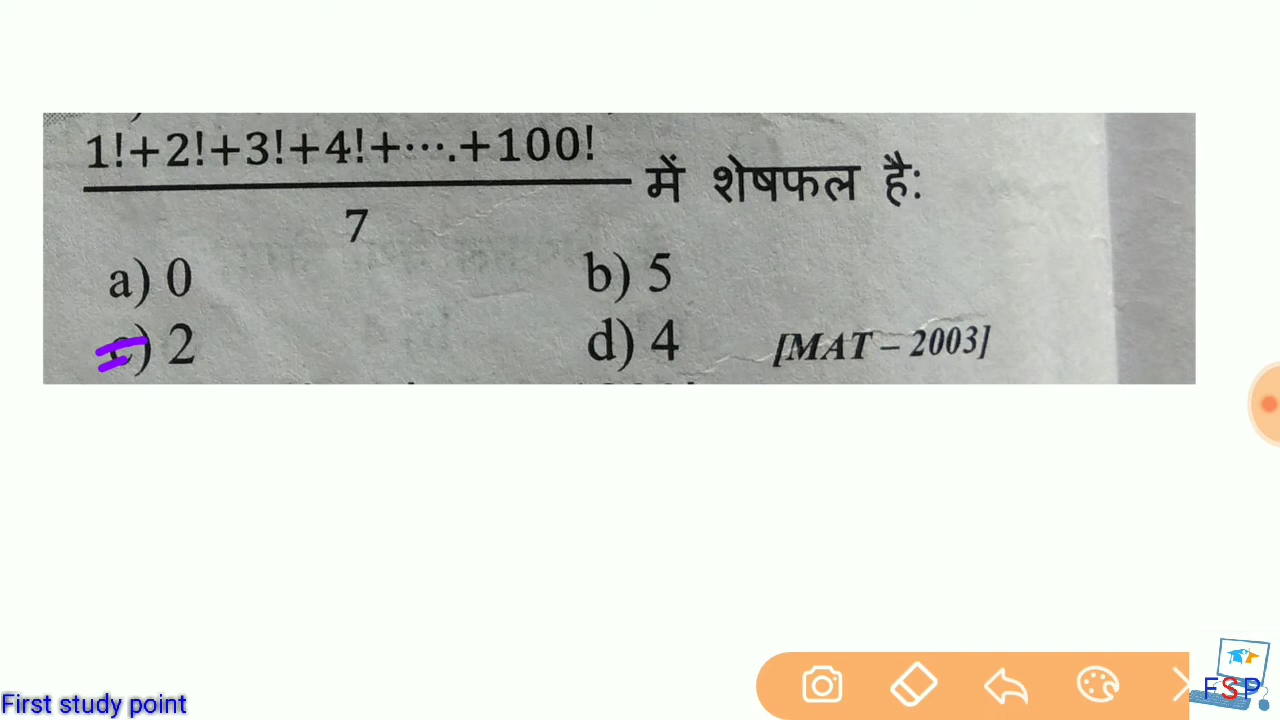 1!+2!+3!+4!+···.+100!
7
में शेषफल है:
a) 0 b) 5
c) 2 d) 4 [MAT – 2003]
First study point
FSP